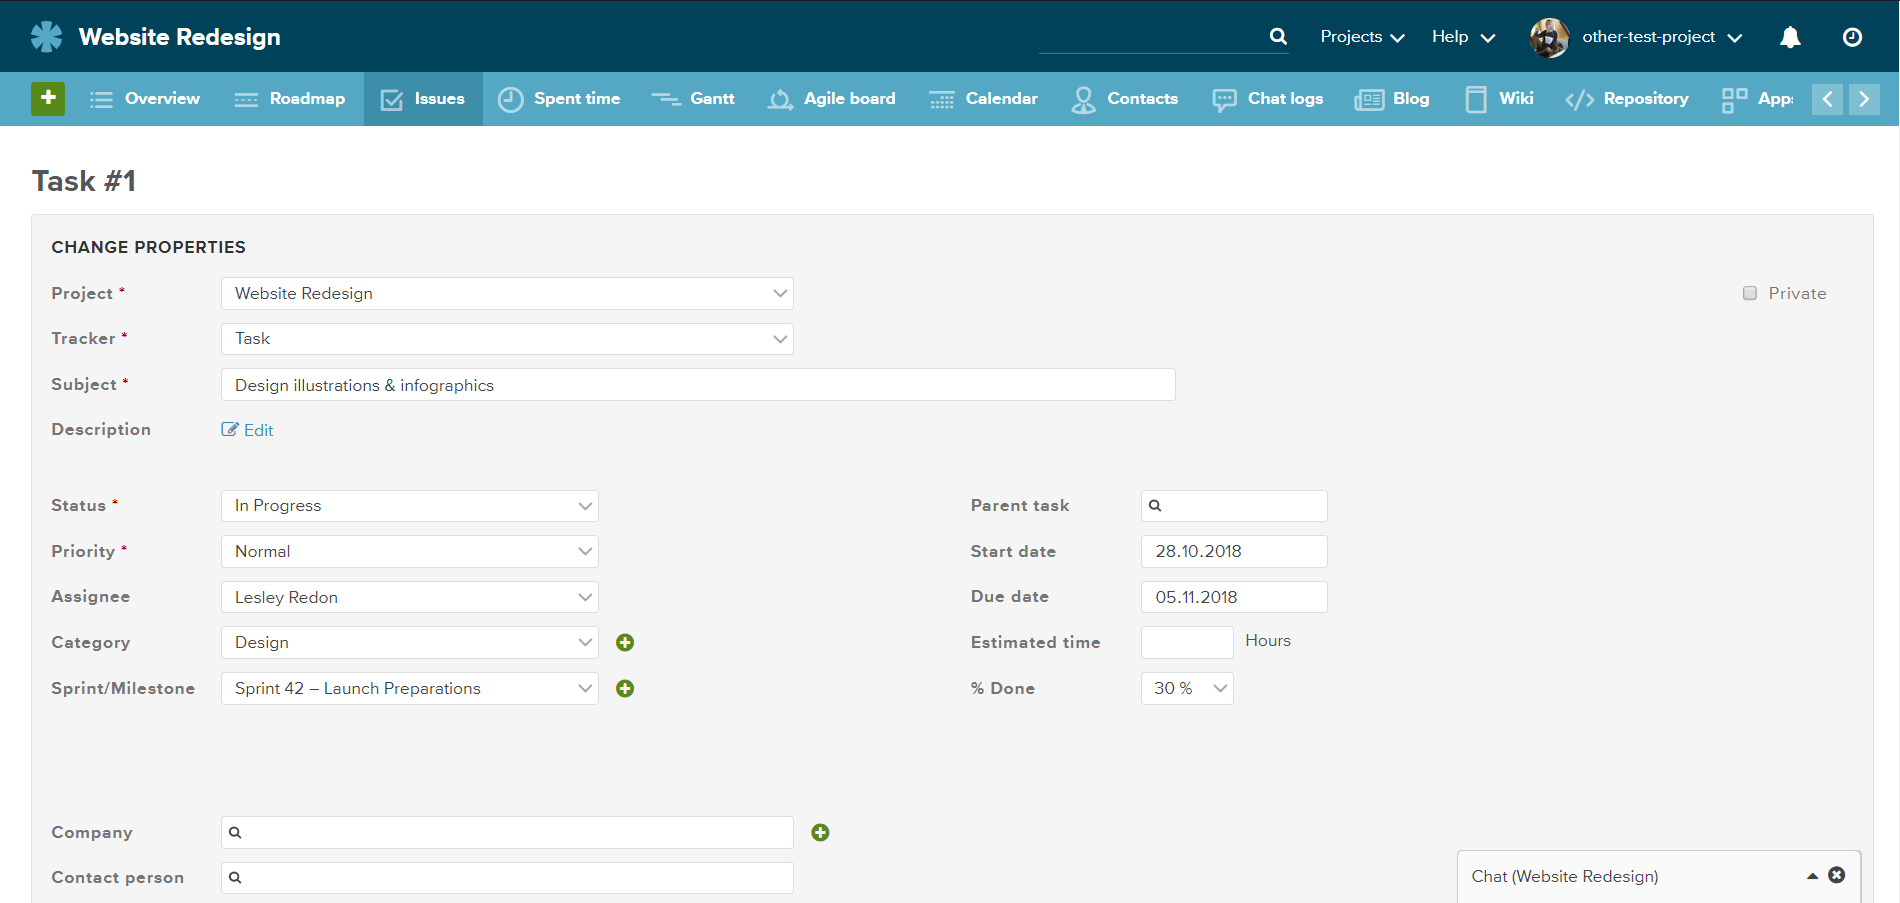 Website Redesign
Projects Help other-test-project
+ Overview Roadmap Issues Spent time Gantt Agile board Calendar Contacts Chat logs Blog Wiki Repository Apps
Task #1
CHANGE PROPERTIES
Project * Website Redesign Private
Tracker * Task
Subject * Design illustrations & infographics
Description Edit
Status * In Progress Parent task
Priority * Normal Start date 28.10.2018
Assignee Lesley Redon Due date 05.11.2018
Category Design Estimated time Hours
Sprint/Milestone Sprint 42 – Launch Preparations % Done 30 %
Company
Contact person
Chat (Website Redesign)